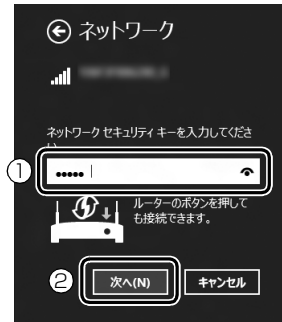 ネットワーク
ネットワーク セキュリティ キーを入力してくださ
い
①
•••••
ルーターのボタンを押して
も接続できます。
②
次へ(N)
キャンセル